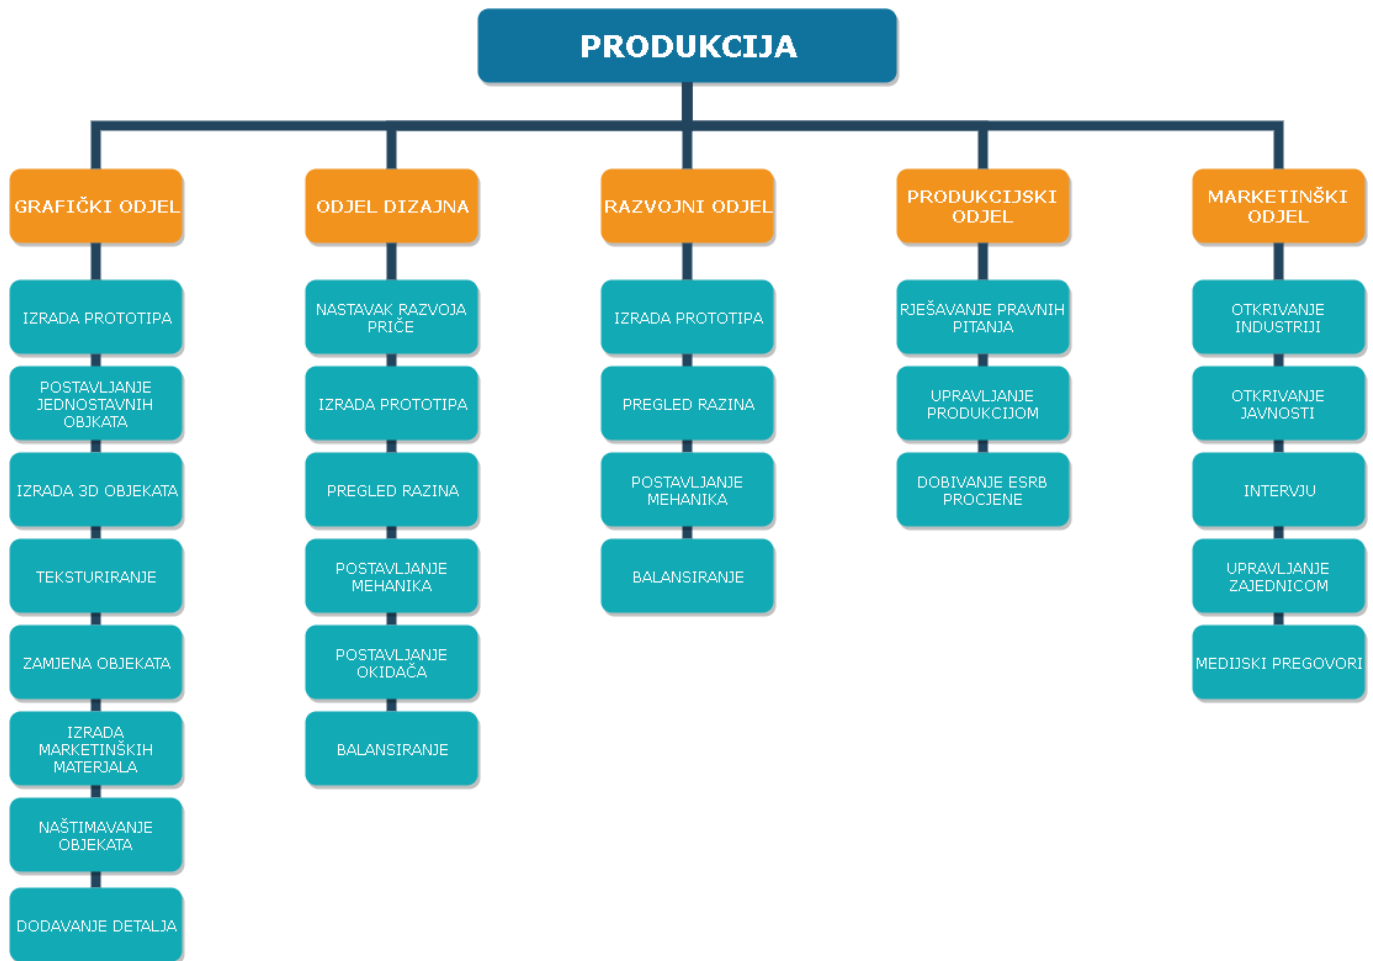 PRODUKCIJA
GRAFIČKI ODJEL
IZRADA PROTOTIPA
POSTAVLJANJE
JEDNOSTAVNIH
OBJKATA
IZRADA 3D OBJEKATA
TEKSTURIRANJE
ZAMJENA OBJEKATA
IZRADA
MARKETINŠKIH
MATERJALA
NAŠTIMAVANJE
OBJEKATA
DODAVANJE DETALJA
ODJEL DIZAJNA
NASTAVAK RAZVOJA
PRIČE
IZRADA PROTOTIPA
PREGLED RAZINA
POSTAVLJANJE
MEHANIKA
POSTAVLJANJE
OKIDAČA
BALANSIRANJE
RAZVOJNI ODJEL
IZRADA PROTOTIPA
PREGLED RAZINA
POSTAVLJANJE
MEHANIKA
BALANSIRANJE
PRODUKCIJSKI
ODJEL
RJEŠAVANJE PRAVNIH
PITANJA
UPRAVLJANJE
PRODUKCIJOM
DOBIVANJE ESRB
PROCJENE
MARKETINŠKI
ODJEL
OTKRIVANJE
INDUSTRIJI
OTKRIVANJE
JAVNOSTI
INTERVJU
UPRAVLJANJE
ZAJEDNICOM
MEDIJSKI PREGOVORI